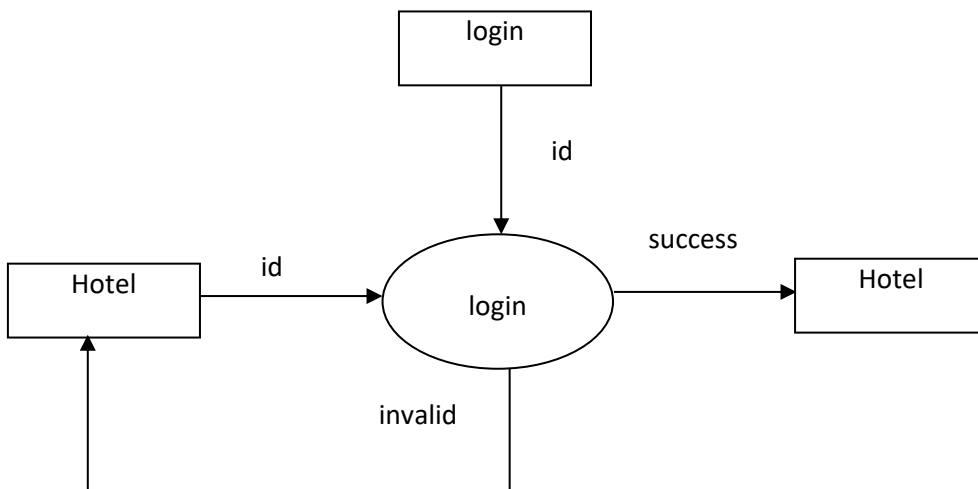 login
id
success
Hotel
id
Hotel
login
invalid